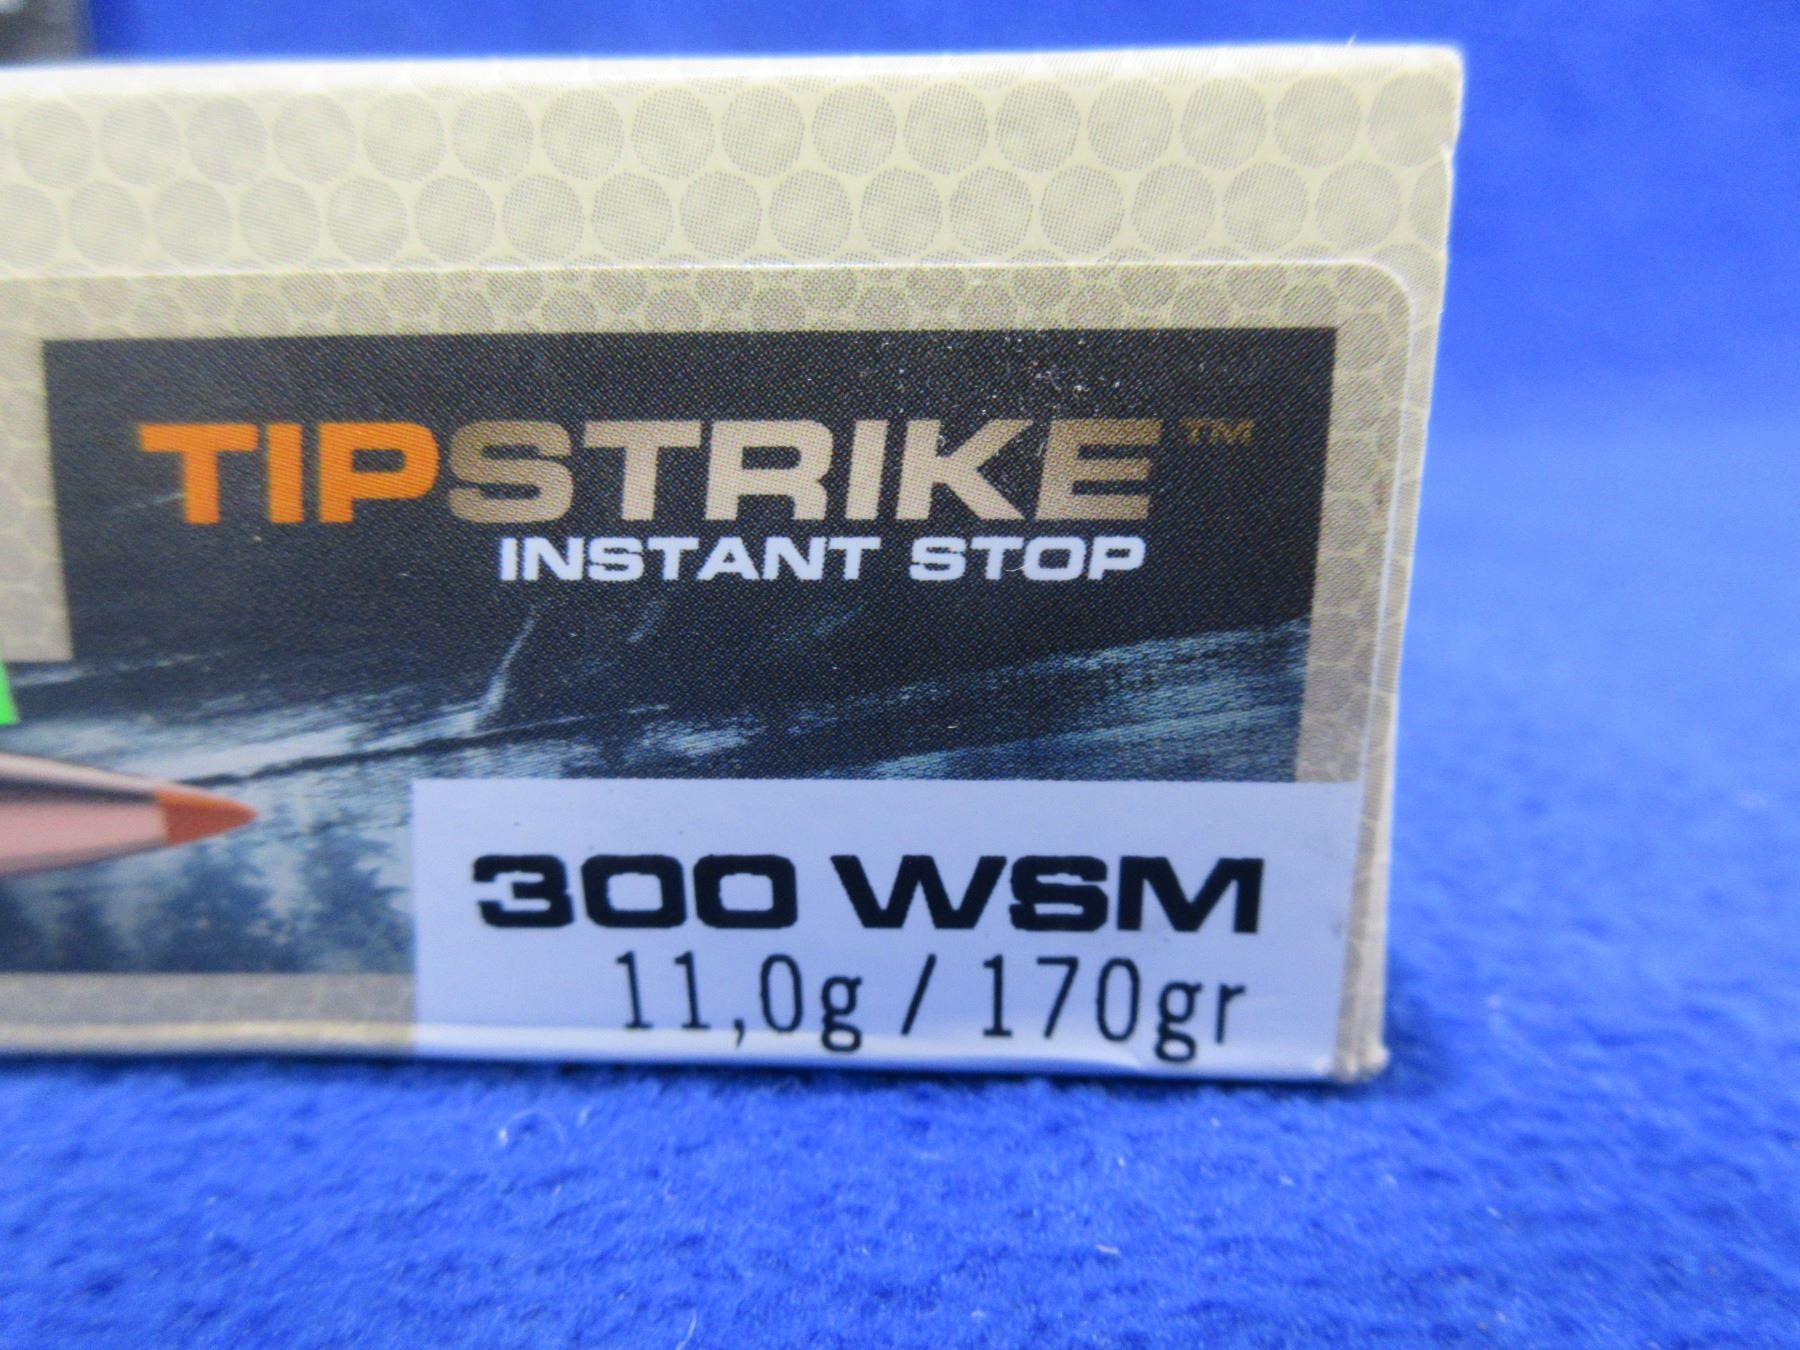 TIPSTRIKE™
INSTANT STOP
300 WSM
11,0g / 170gr